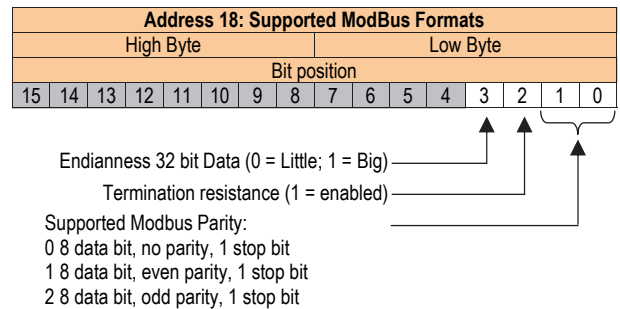 Address 18: Supported ModBus Formats
High Byte Low Byte
Bit position
15 14 13 12 11 10 9 8 7 6 5 4 3 2 1 0
Endianness 32 bit Data (0 = Little; 1 = Big)
Termination resistance (1 = enabled)
Supported Modbus Parity:
0 8 data bit, no parity, 1 stop bit
1 8 data bit, even parity, 1 stop bit
2 8 data bit, odd parity, 1 stop bit